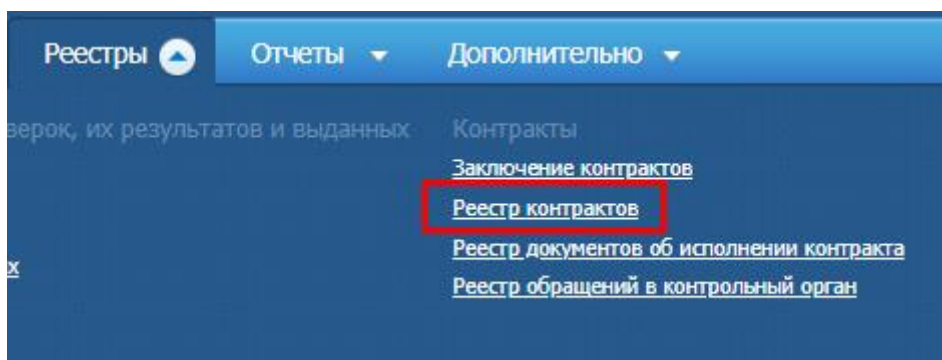 Реестры Отчеты Дополнительно
верок, их результатов и выданных
Контракты
Заключение контрактов
Реестр контрактов
Реестр документов об исполнении контракта
х
Реестр обращений в контрольный орган